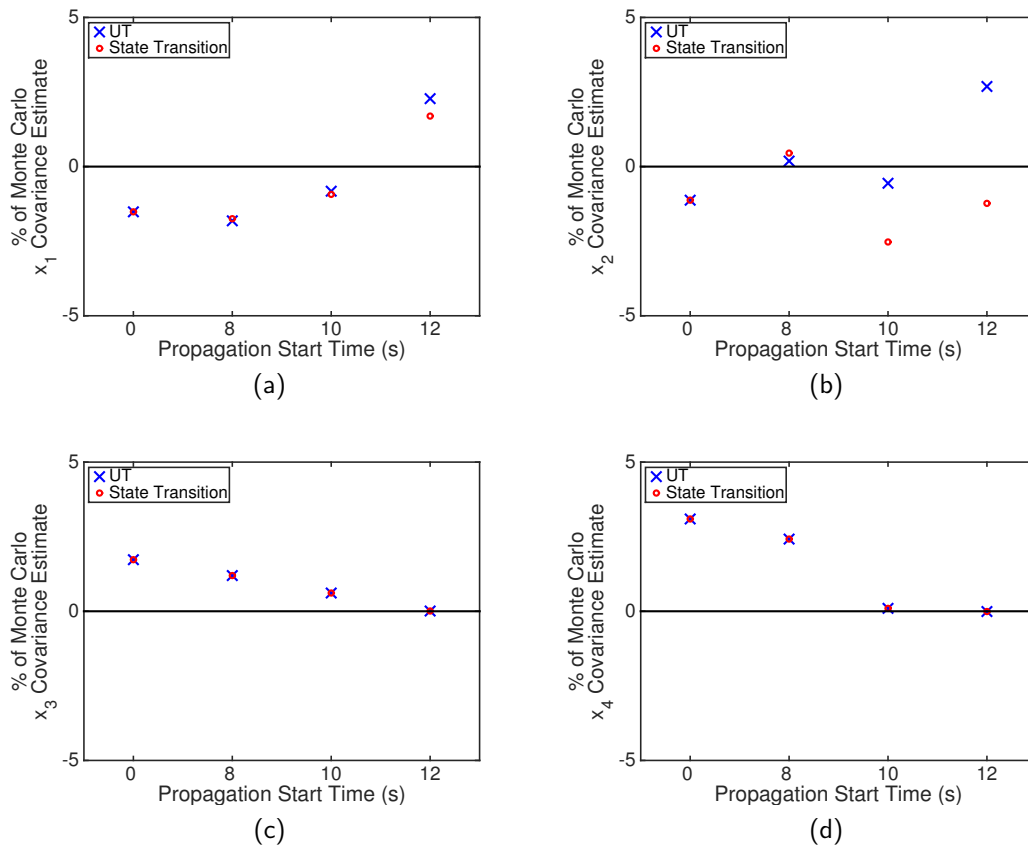 5
UT
State Transition
% of Monte Carlo
x1 Covariance Estimate
0
-5
0 8 10 12
Propagation Start Time (s)
(a)
5
UT
State Transition
% of Monte Carlo
x2 Covariance Estimate
0
-5
0 8 10 12
Propagation Start Time (s)
(b)
5
UT
State Transition
% of Monte Carlo
x3 Covariance Estimate
0
-5
0 8 10 12
Propagation Start Time (s)
(c)
5
UT
State Transition
% of Monte Carlo
x4 Covariance Estimate
0
-5
0 8 10 12
Propagation Start Time (s)
(d)